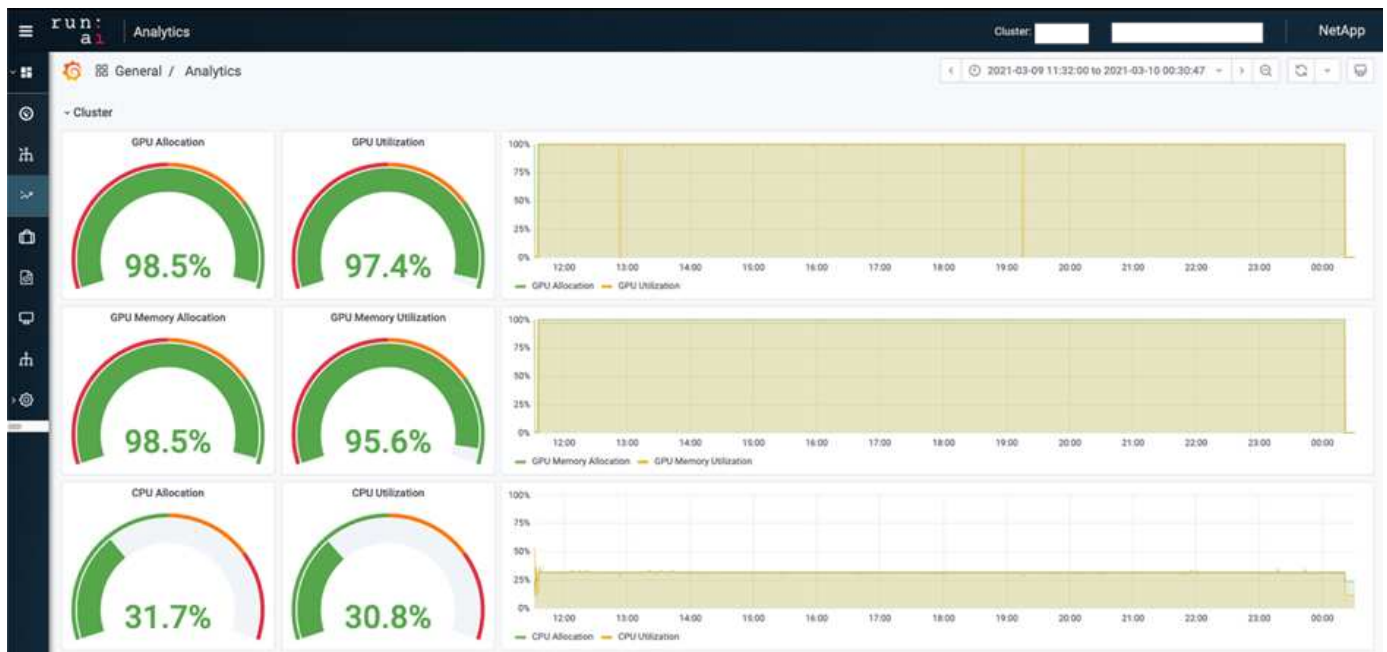 run:
ai
Analytics
Cluster:
NetApp
General / Analytics
2021-03-09 11:32:00 to 2021-03-10 00:30:47
Cluster
GPU Allocation
98.5%
GPU Utilization
97.4%
100%
75%
50%
25%
0%
12:00 13:00 14:00 15:00 16:00 17:00 18:00 19:00 20:00 21:00 22:00 23:00 00:00
GPU Allocation GPU Utilization
GPU Memory Allocation
98.5%
GPU Memory Utilization
95.6%
100%
75%
50%
25%
0%
12:00 13:00 14:00 15:00 16:00 17:00 18:00 19:00 20:00 21:00 22:00 23:00 00:00
GPU Memory Allocation GPU Memory Utilization
CPU Allocation
31.7%
CPU Utilization
30.8%
100%
75%
50%
25%
0%
12:00 13:00 14:00 15:00 16:00 17:00 18:00 19:00 20:00 21:00 22:00 23:00 00:00
CPU Allocation CPU Utilization